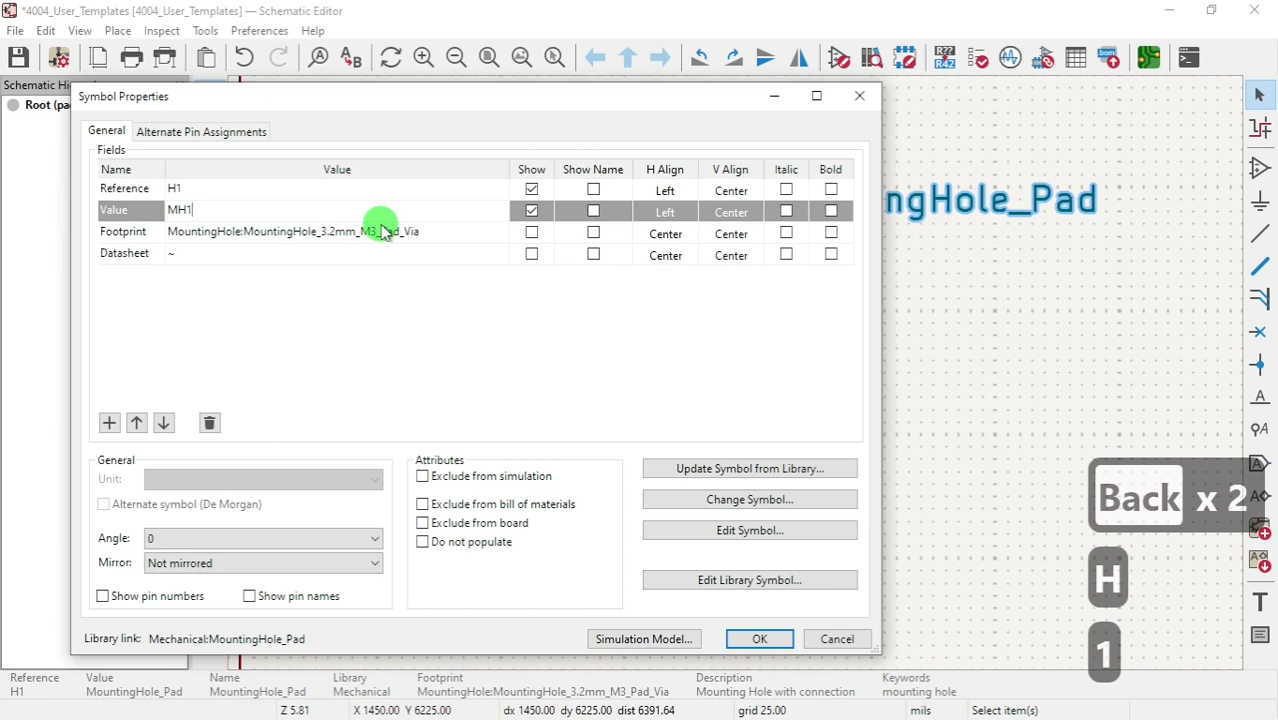 *4004_User_Templates [4004_User_Templates] — Schematic Editor
File Edit View Place Inspect Tools Preferences Help
Schematic Hi
Root (pa
Symbol Properties
General Alternate Pin Assignments
Fields
Name Value Show Show Name H Align V Align Italic Bold
Reference H1 Left Center
Value MH1 Left Center
Footprint MountingHole:MountingHole_3.2mm_M3_Pad_Via Center Center
Datasheet ~ Center Center
General
Unit:
Alternate symbol (De Morgan)
Angle: 0
Mirror: Not mirrored
Show pin numbers Show pin names
Attributes
Exclude from simulation
Exclude from bill of materials
Exclude from board
Do not populate
Update Symbol from Library...
Change Symbol...
Edit Symbol...
Edit Library Symbol...
Library link: Mechanical:MountingHole_Pad
Simulation Model... OK Cancel
ngHole_Pad
Back x 2
H
1
Reference Value Name Library Footprint Description Keywords
H1 MountingHole_Pad MountingHole_Pad Mechanical MountingHole:MountingHole_3.2mm_M3_Pad_Via Mounting Hole with connection mounting hole
Z 5.81 X 1450.00 Y 6225.00 dx 1450.00 dy 6225.00 dist 6391.64 grid 25.00 mils Select item(s)